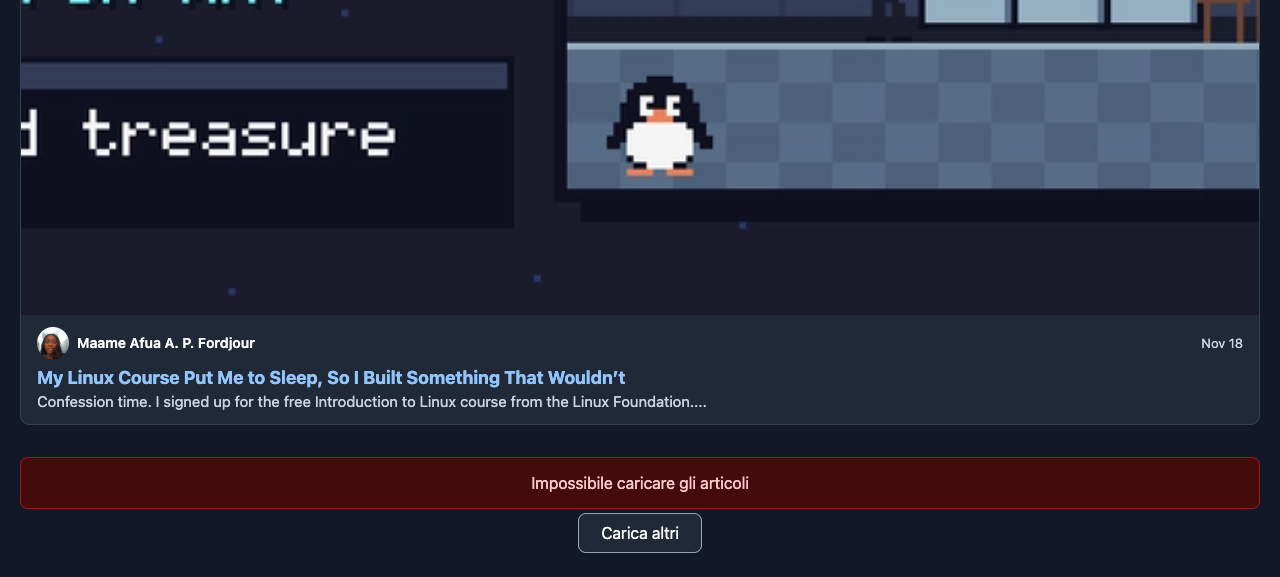 treasure
Maame Afua A. P. Fordjour
Nov 18
My Linux Course Put Me to Sleep, So I Built Something That Wouldn’t
Confession time. I signed up for the free Introduction to Linux course from the Linux Foundation....
Impossibile caricare gli articoli
Carica altri